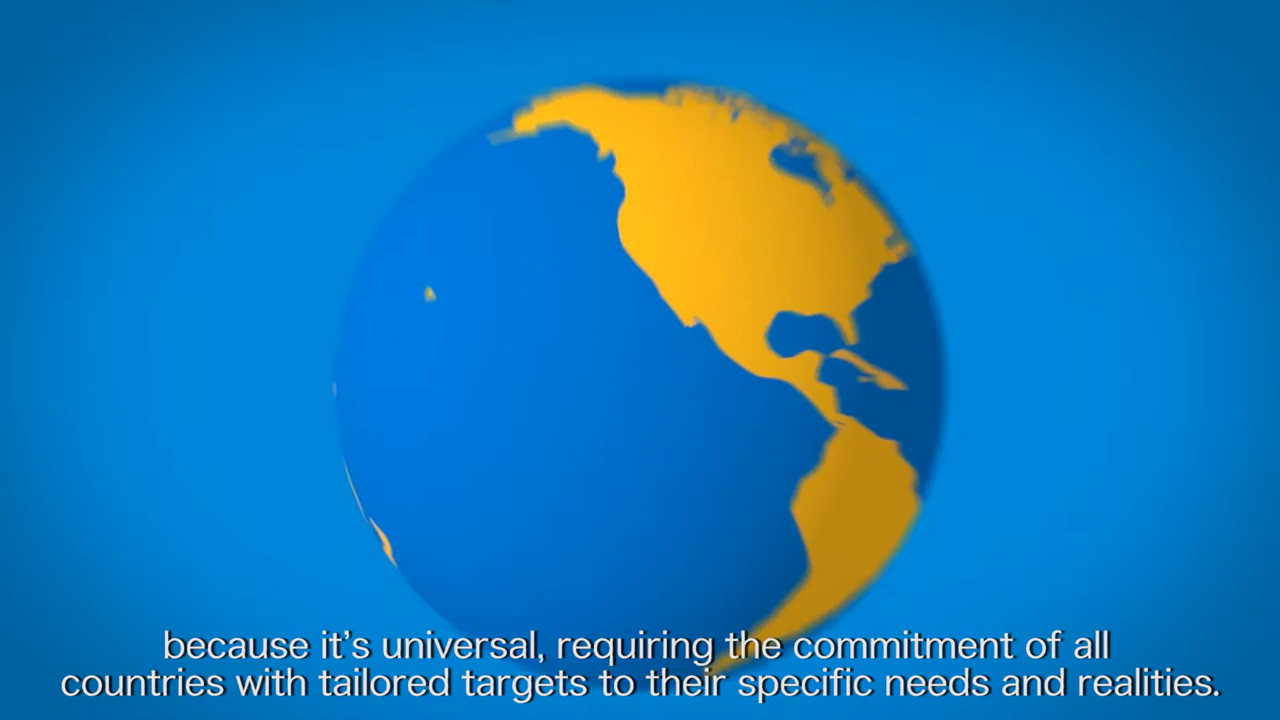 because it’s universal, requiring the commitment of all
countries with tailored targets to their specific needs and realities.